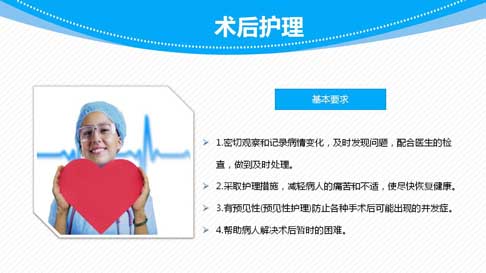 术后护理
基本要求
1.密切观察和记录病情变化，及时发现问题，配合医生的检
查，做到及时处理。
2.采取护理措施，减轻病人的痛苦和不适，使尽快恢复健康。
3.有预见性(预见性护理)防止各种手术后可能出现的并发症。
4.帮助病人解决术后暂时的困难。